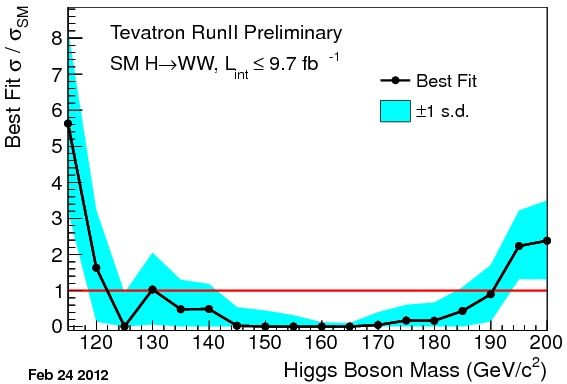 Tevatron RunII Preliminary
SM H→WW, L_int ≤ 9.7 fb^-1
Best Fit
±1 s.d.
Best Fit σ / σ_SM
8
7
6
5
4
3
2
1
0
120 130 140 150 160 170 180 190 200
Higgs Boson Mass (GeV/c²)
Feb 24 2012